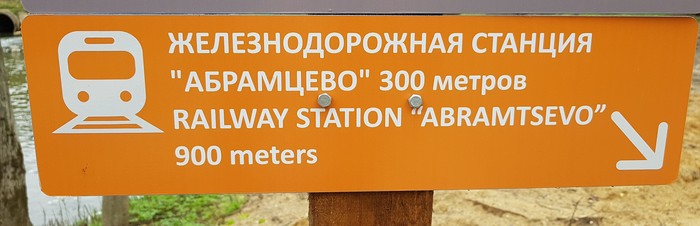 ЖЕЛЕЗНОДОРОЖНАЯ СТАНЦИЯ
"АБРАМЦЕВО" 300 метров
RAILWAY STATION “ABRAMTSEVO”
900 meters